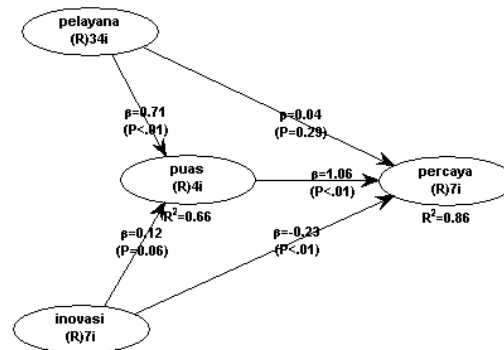 pelayana
(R)34i
β=0.71
(P<.01)
β=0.04
(P=0.29)
puas
(R)4i
R²=0.66
β=1.06
(P<.01)
percaya
(R)7i
R²=0.86
β=0.12
(P=0.06)
β=-0.23
(P<.01)
inovasi
(R)7i